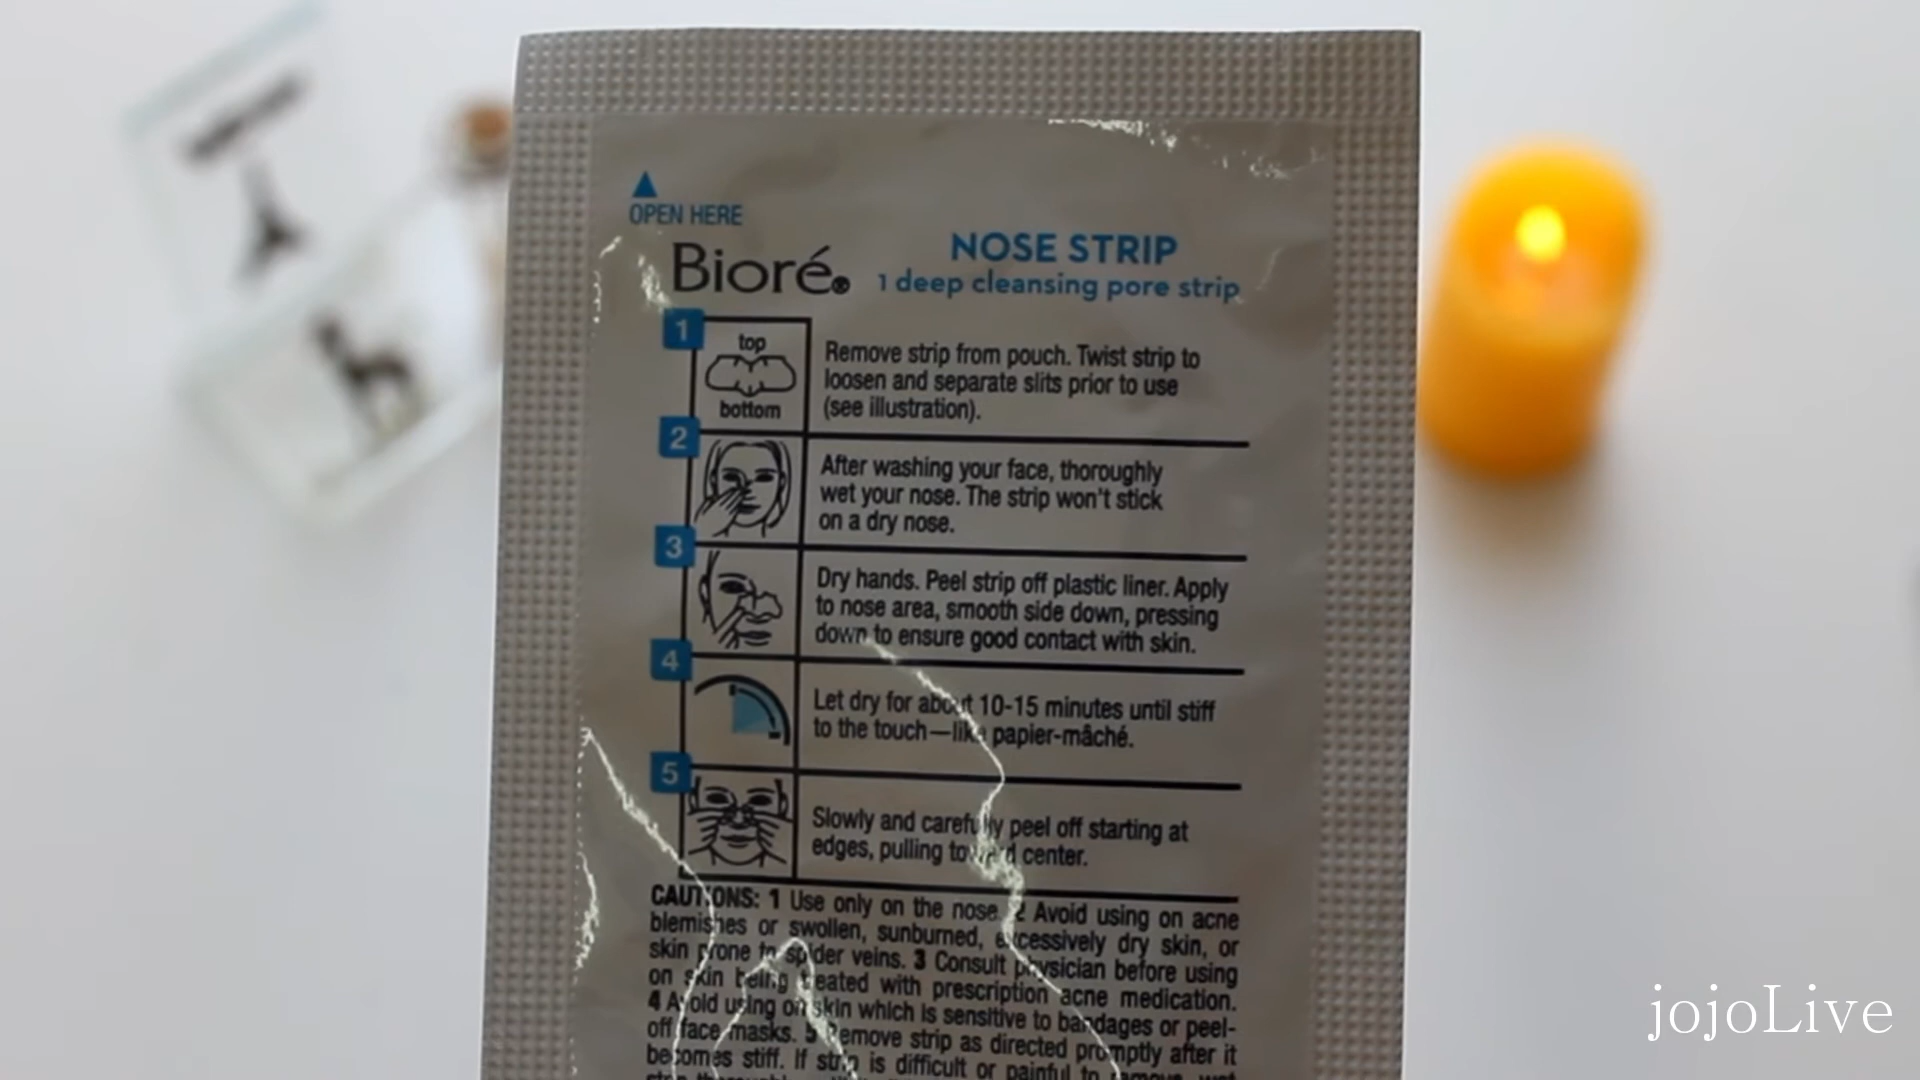 OPEN HERE
Bioré®
NOSE STRIP
1 deep cleansing pore strip
1
top
bottom
Remove strip from pouch. Twist strip to
loosen and separate slits prior to use
(see illustration).
2
After washing your face, thoroughly
wet your nose. The strip won't stick
on a dry nose.
3
Dry hands. Peel strip off plastic liner. Apply
to nose area, smooth side down, pressing
down to ensure good contact with skin.
4
Let dry for about 10-15 minutes until stiff
to the touch—like papier-mâché.
5
Slowly and carefully peel off starting at
edges, pulling toward center.
CAUTIONS: 1 Use only on the nose. 2 Avoid using on acne
blemishes or swollen, sunburned, excessively dry skin, or
skin prone to spider veins. 3 Consult physician before using
on skin being treated with prescription acne medication.
4 Avoid using on skin which is sensitive to bandages or peel-
off face masks. 5 Remove strip as directed promptly after it
becomes stiff. If strip is difficult or painful to remove, wet
jojoLive